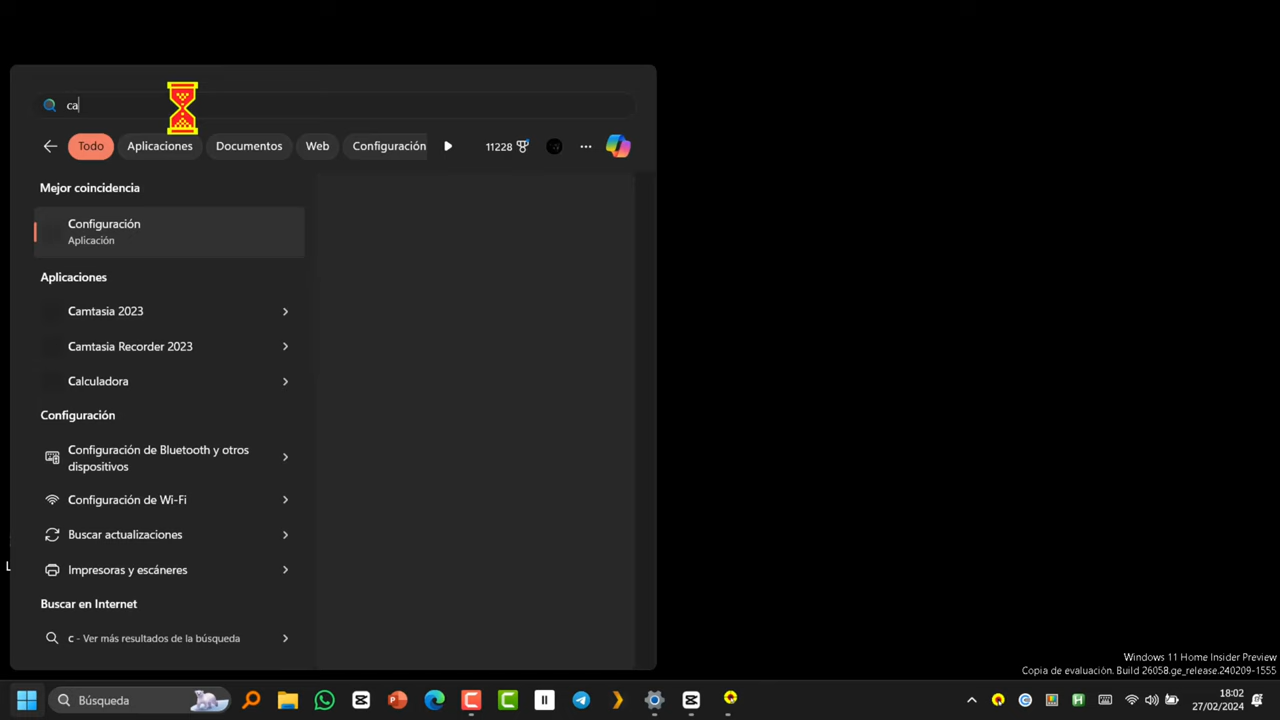 ca
Todo Aplicaciones Documentos Web Configuración 11228
Mejor coincidencia
Configuración
Aplicación
Aplicaciones
Camtasia 2023
Camtasia Recorder 2023
Calculadora
Configuración
Configuración de Bluetooth y otros
dispositivos
Configuración de Wi-Fi
Buscar actualizaciones
Impresoras y escáneres
Buscar en Internet
c - Ver más resultados de la búsqueda
L
Windows 11 Home Insider Preview
Copia de evaluación. Build 26058.ge_release.240209-1555
Búsqueda
18:02
27/02/2024